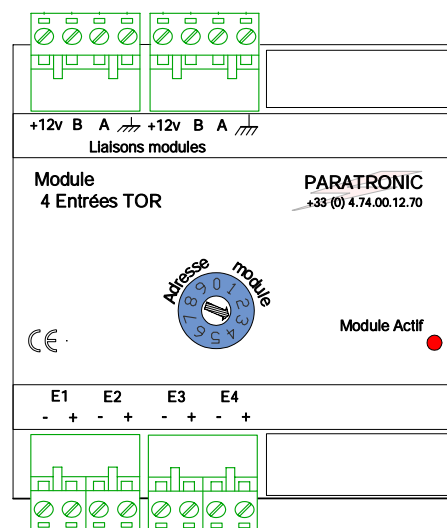 +12v B A +12v B A
Liaisons modules
Module
4 Entrées TOR
PARATRONIC
+33 (0) 4.74.00.12.70
Adresse module
0 1 2 3 4 5 6 7 8 9
Module Actif
CE
E1 E2 E3 E4
- + - + - + - +